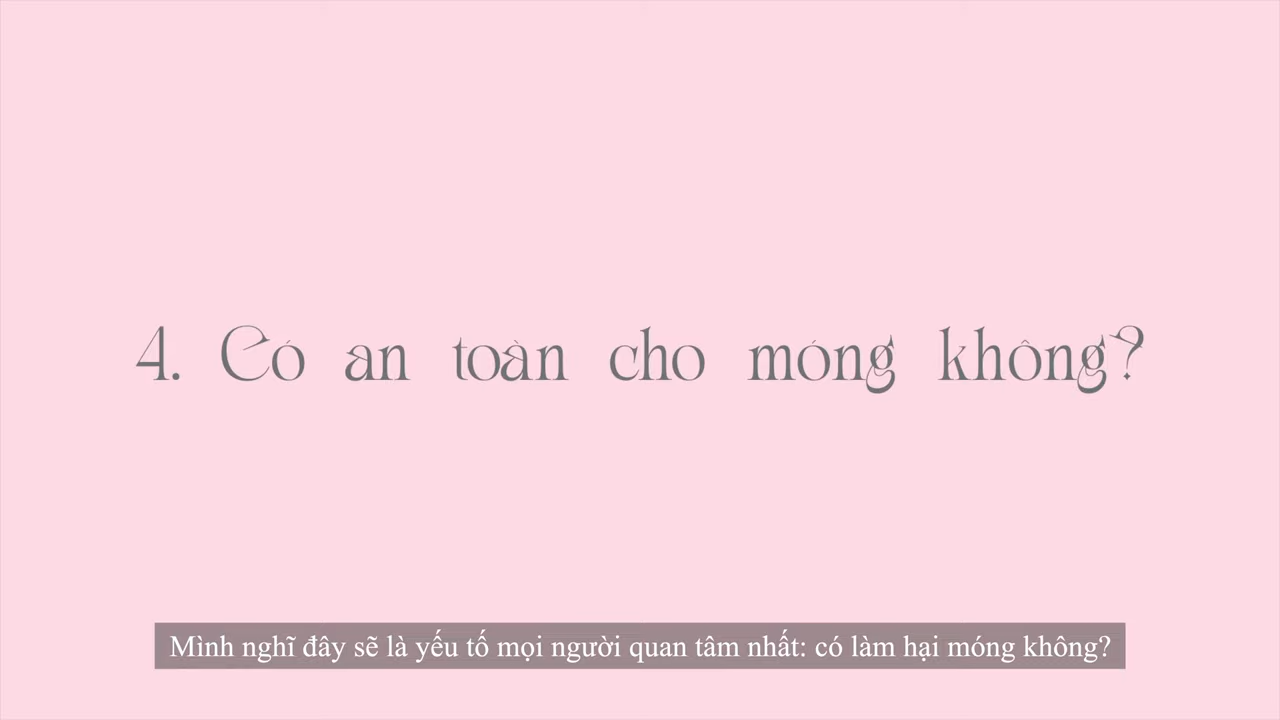 4. Có an toàn cho móng không?
Mình nghĩ đây sẽ là yếu tố mọi người quan tâm nhất: có làm hại móng không?